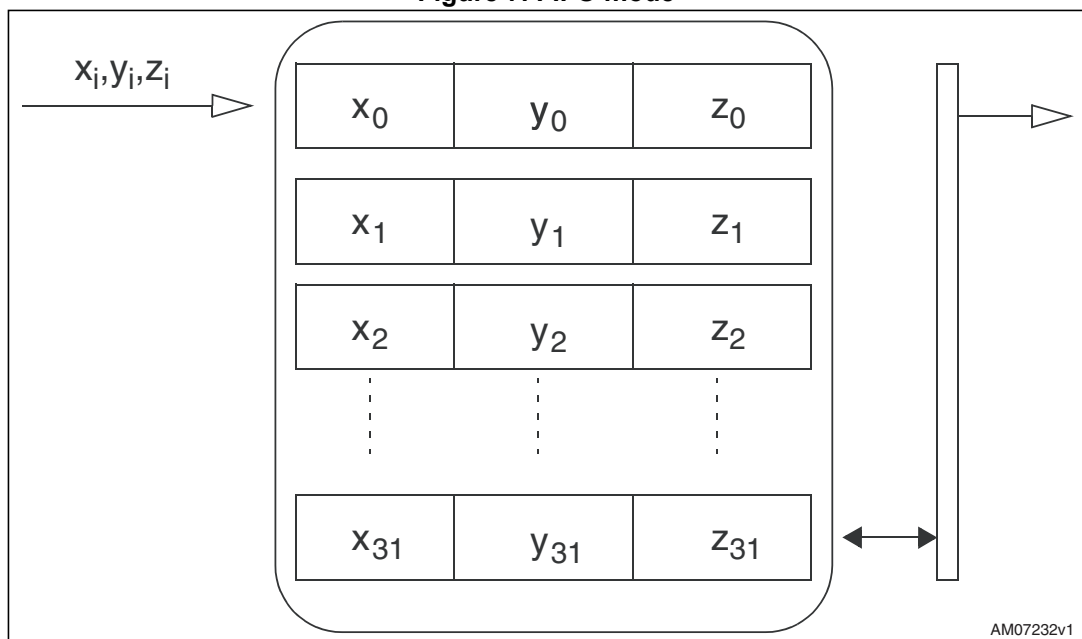 xi,yi,zi
x0 y0 z0
x1 y1 z1
x2 y2 z2
x31 y31 z31
AM07232v1